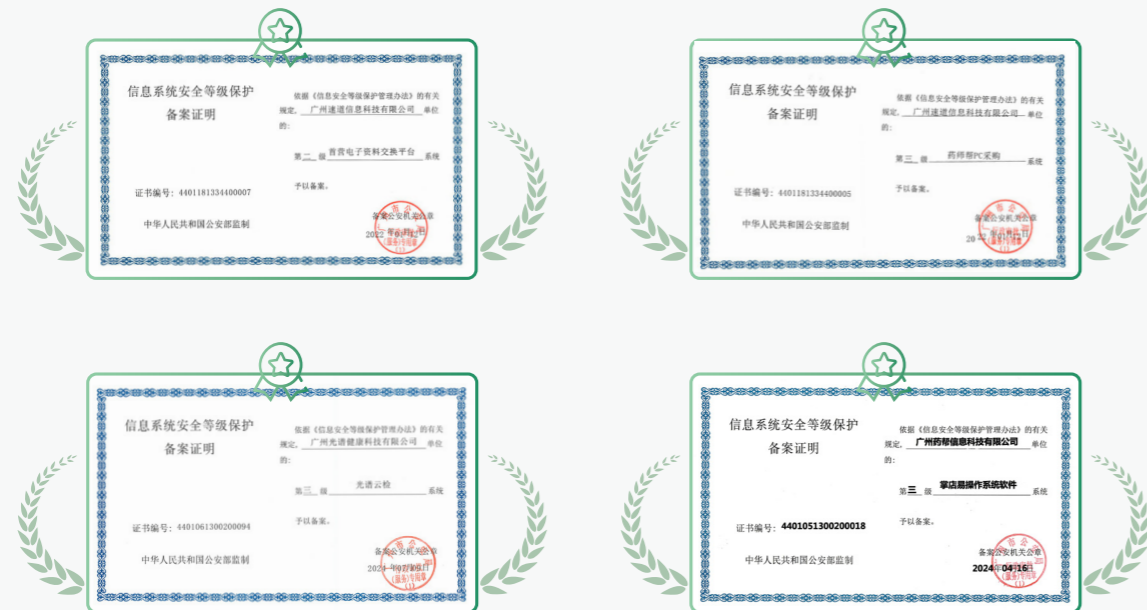 信息系统安全等级保护
备案证明
证书编号：4401181334400007
中华人民共和国公安部监制
依据《信息安全等级保护管理办法》的有关
规定，广州速道信息科技有限公司 单位
的：
第二 级 首营电子资料交换平台 系统
予以备案。
备案公安机关公章
信息系统安全等级保护
备案证明
证书编号：4401181334400005
中华人民共和国公安部监制
依据《信息安全等级保护管理办法》的有关
规定，广州速道信息科技有限公司 单位
的：
第三 级 药师帮PC采购 系统
予以备案。
备案公安机关公章
信息系统安全等级保护
备案证明
证书编号：4401061300200094
中华人民共和国公安部监制
依据《信息安全等级保护管理办法》的有关
规定，广州光谱健康科技有限公司 单位
的：
第三 级 光谱云检 系统
予以备案。
备案公安机关公章
信息系统安全等级保护
备案证明
证书编号：4401051300200018
中华人民共和国公安部监制
依据《信息安全等级保护管理办法》的有关
规定，广州药帮信息科技有限公司 单位
的：
第三 级 掌店易操作系统软件 系统
予以备案。
备案公安机关公章
2024年04月16日